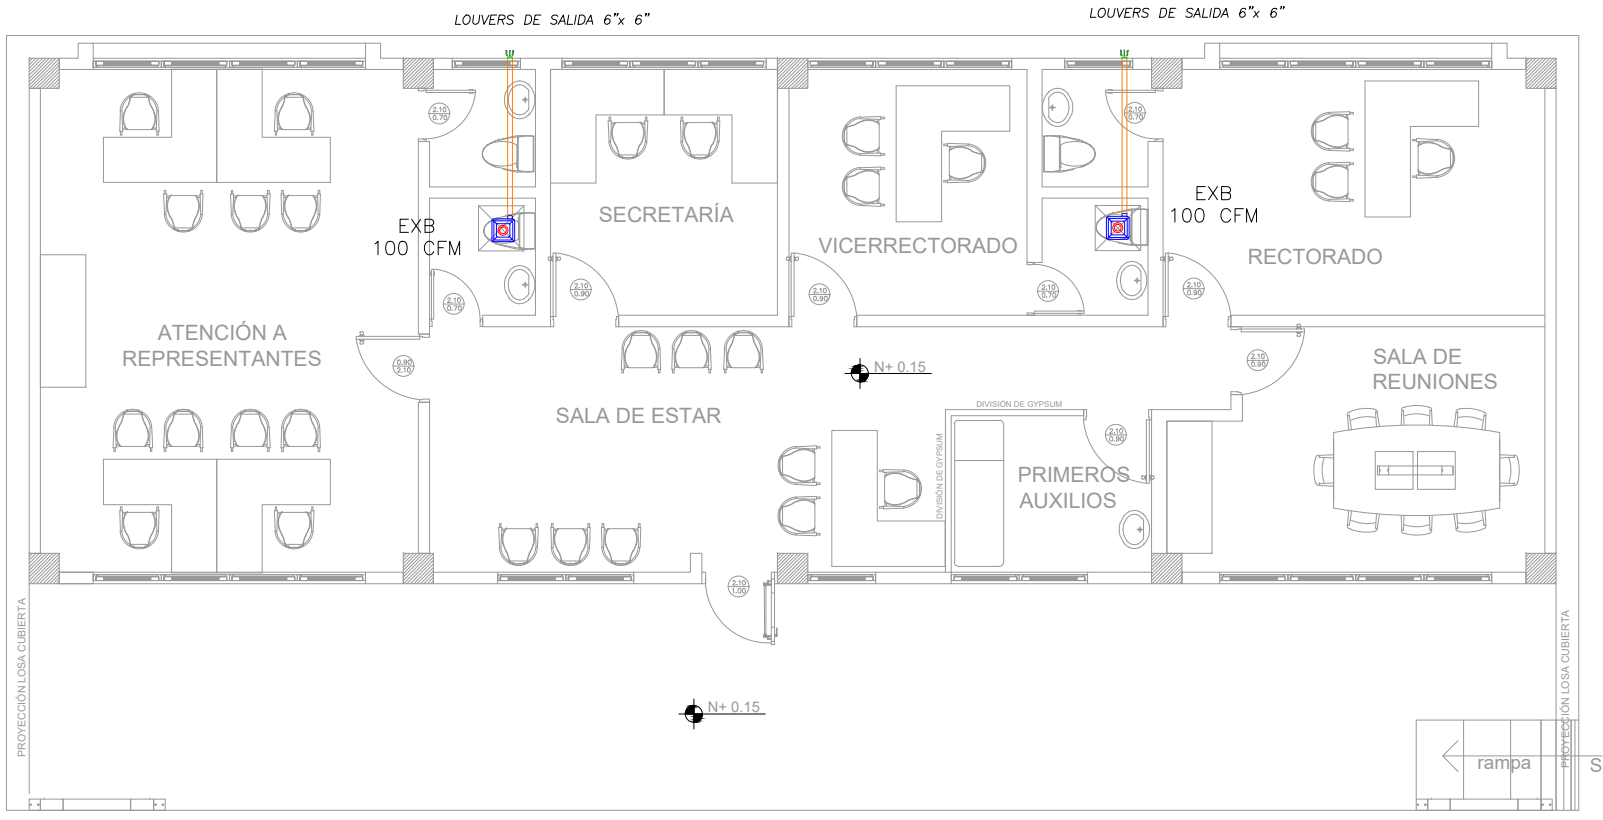 LOUVERS DE SALIDA 6"x 6"
LOUVERS DE SALIDA 6"x 6"
2.10
0.70
2.10
0.70
EXB
100 CFM
SECRETARÍA
VICERRECTORADO
EXB
100 CFM
RECTORADO
2.10
0.70
2.10
0.90
2.10
0.90
2.10
0.70
2.10
0.90
ATENCIÓN A
REPRESENTANTES
0.90
2.10
N+ 0.15
2.10
0.90
SALA DE
REUNIONES
SALA DE ESTAR
DIVISIÓN DE GYPSUM
DIVISIÓN DE GYPSUM
2.10
0.90
PRIMEROS
AUXILIOS
2.10
1.00
PROYECCIÓN LOSA CUBIERTA
PROYECCIÓN LOSA CUBIERTA
N+ 0.15
rampa
S